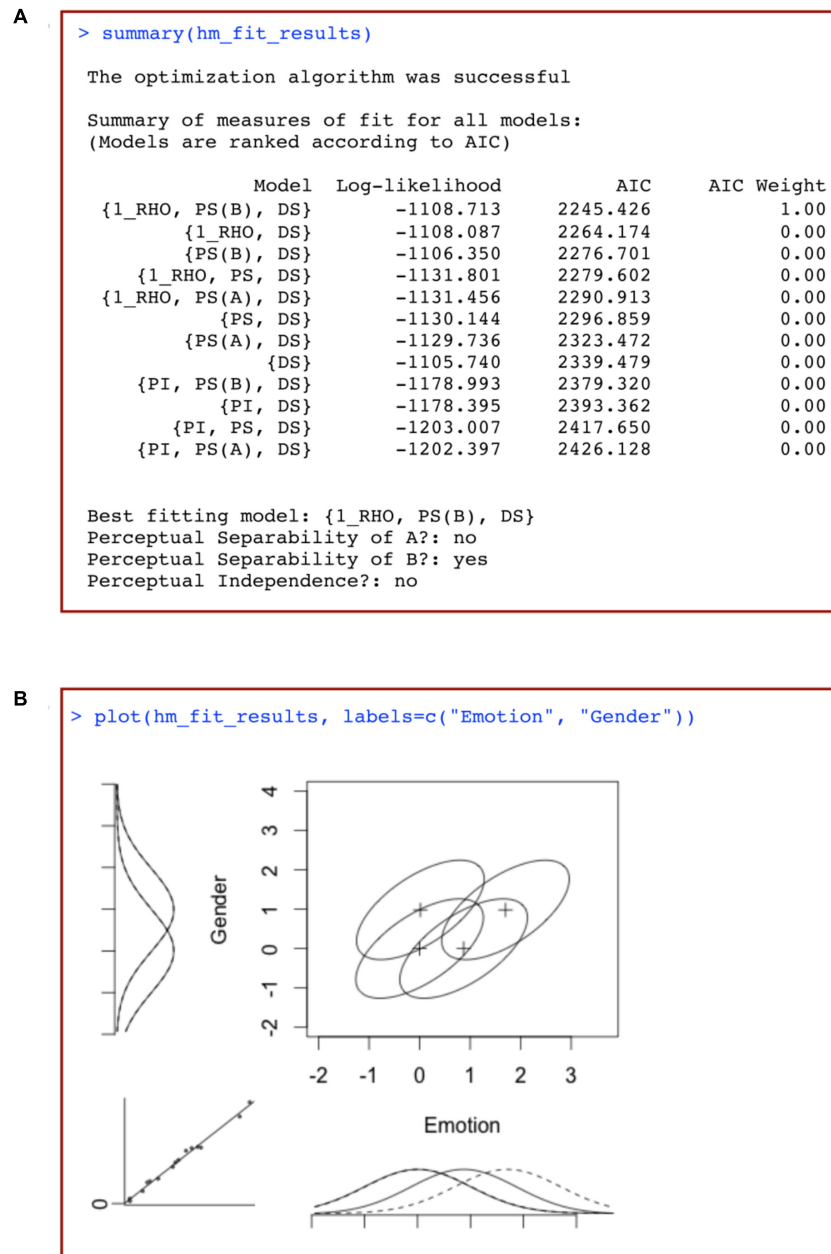 A
> summary(hm_fit_results)
The optimization algorithm was successful
Summary of measures of fit for all models:
(Models are ranked according to AIC)
Model Log-likelihood AIC AIC Weight
{1_RHO, PS(B), DS} -1108.713 2245.426 1.00
{1_RHO, DS} -1108.087 2264.174 0.00
{PS(B), DS} -1106.350 2276.701 0.00
{1_RHO, PS, DS} -1131.801 2279.602 0.00
{1_RHO, PS(A), DS} -1131.456 2290.913 0.00
{PS, DS} -1130.144 2296.859 0.00
{PS(A), DS} -1129.736 2323.472 0.00
{DS} -1105.740 2339.479 0.00
{PI, PS(B), DS} -1178.993 2379.320 0.00
{PI, DS} -1178.395 2393.362 0.00
{PI, PS, DS} -1203.007 2417.650 0.00
{PI, PS(A), DS} -1202.397 2426.128 0.00
Best fitting model: {1_RHO, PS(B), DS}
Perceptual Separability of A?: no
Perceptual Separability of B?: yes
Perceptual Independence?: no
B
> plot(hm_fit_results, labels=c("Emotion", "Gender"))
Gender
4
3
2
1
0
-1
-2
-2 -1 0 1 2 3
Emotion
0